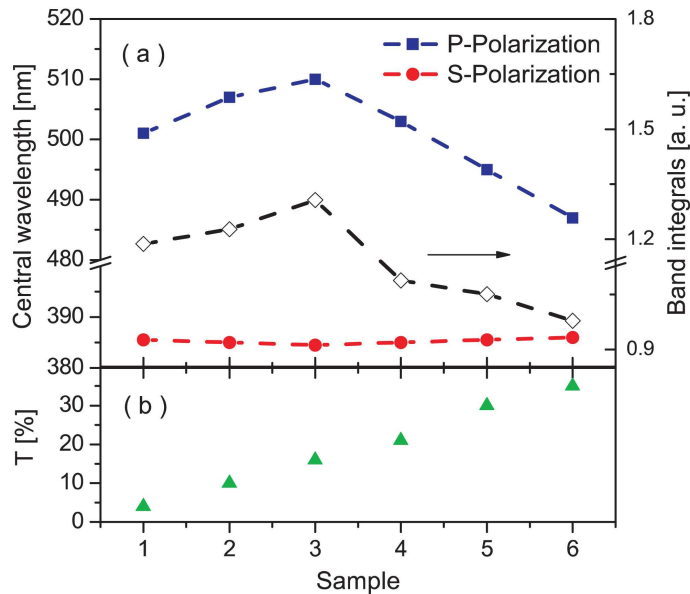 ( a )
P-Polarization
S-Polarization
Central wavelength [nm]
520
510
500
490
480
390
380
Band integrals [a. u.]
1.8
1.5
1.2
0.9
( b )
T [%]
30
20
10
0
1 2 3 4 5 6
Sample